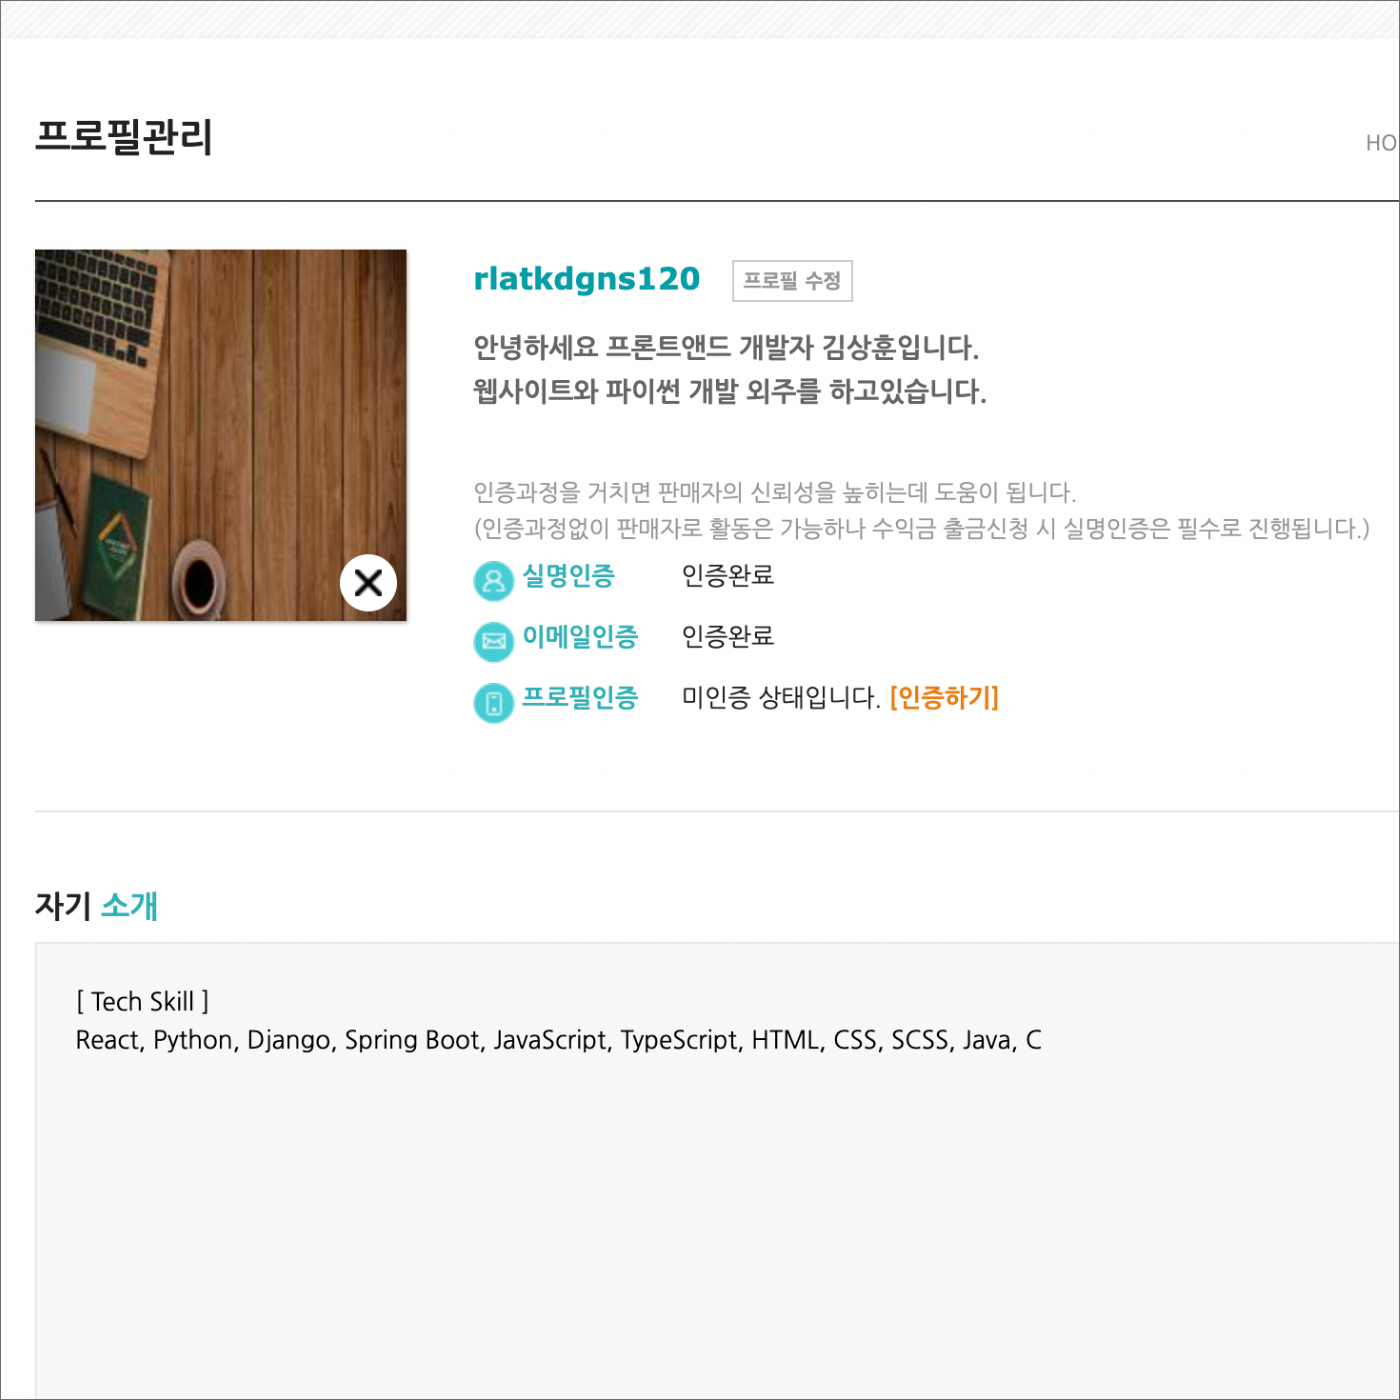 프로필관리
HO
rlatkdgns120
프로필 수정
안녕하세요 프론트앤드 개발자 김상훈입니다.
웹사이트와 파이썬 개발 외주를 하고있습니다.
인증과정을 거치면 판매자의 신뢰성을 높히는데 도움이 됩니다.
(인증과정없이 판매자로 활동은 가능하나 수익금 출금신청 시 실명인증은 필수로 진행됩니다.)
실명인증 인증완료
이메일인증 인증완료
프로필인증 미인증 상태입니다. [인증하기]
자기 소개
[ Tech Skill ]
React, Python, Django, Spring Boot, JavaScript, TypeScript, HTML, CSS, SCSS, Java, C